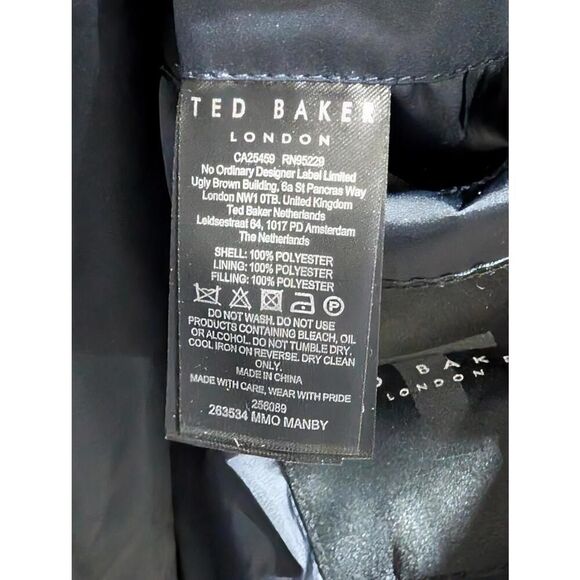 TED BAKER
LONDON
CA25459 RN95229
No Ordinary Designer Label Limited
Ugly Brown Building, 6a St Pancras Way
London NW1 0TB. United Kingdom
Ted Baker Netherlands
Leidsestraat 64, 1017 PD Amsterdam
The Netherlands
SHELL: 100% POLYESTER
LINING: 100% POLYESTER
FILLING: 100% POLYESTER
P
DO NOT WASH. DO NOT USE
PRODUCTS CONTAINING BLEACH, OIL
OR ALCOHOL. DO NOT TUMBLE DRY.
COOL IRON ON REVERSE. DRY CLEAN
ONLY.
MADE IN CHINA
MADE WITH CARE, WEAR WITH PRIDE
256089
263534 MMO MANBY
D BAKER
LONDON